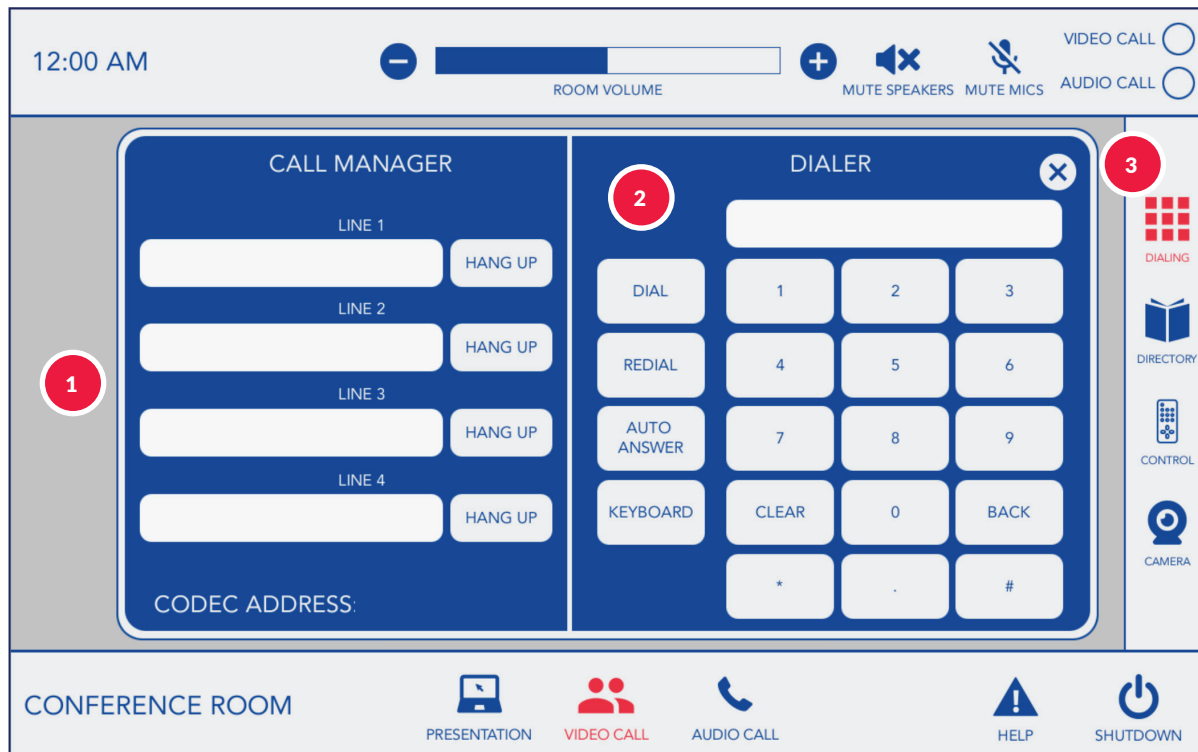 12:00 AM
ROOM VOLUME
MUTE SPEAKERS
MUTE MICS
VIDEO CALL
AUDIO CALL
CALL MANAGER
LINE 1
HANG UP
LINE 2
HANG UP
LINE 3
HANG UP
LINE 4
HANG UP
CODEC ADDRESS:
1
2
DIALER
DIAL
1
2
3
REDIAL
4
5
6
AUTO
ANSWER
7
8
9
KEYBOARD
CLEAR
0
BACK
*
.
#
3
DIALING
DIRECTORY
CONTROL
CAMERA
CONFERENCE ROOM
PRESENTATION
VIDEO CALL
AUDIO CALL
HELP
SHUTDOWN